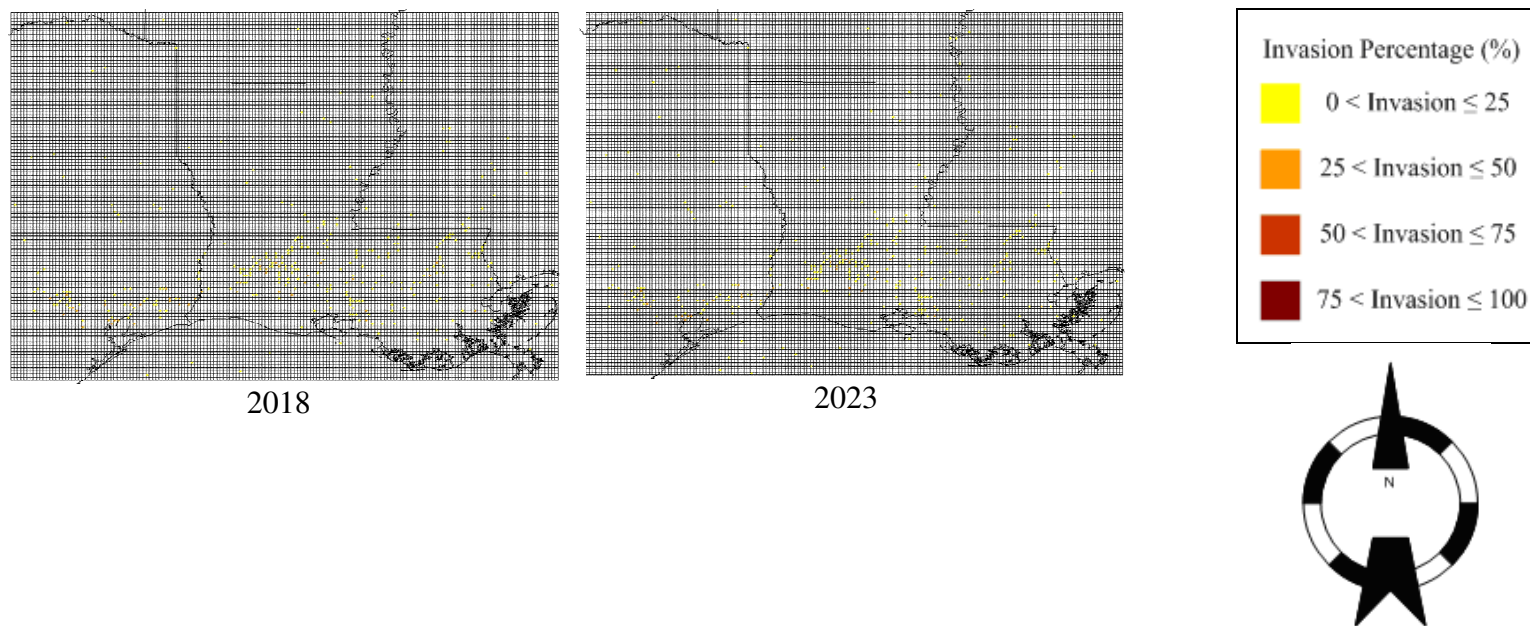 2018
2023
Invasion Percentage (%)
0 < Invasion ≤ 25
25 < Invasion ≤ 50
50 < Invasion ≤ 75
75 < Invasion ≤ 100
N